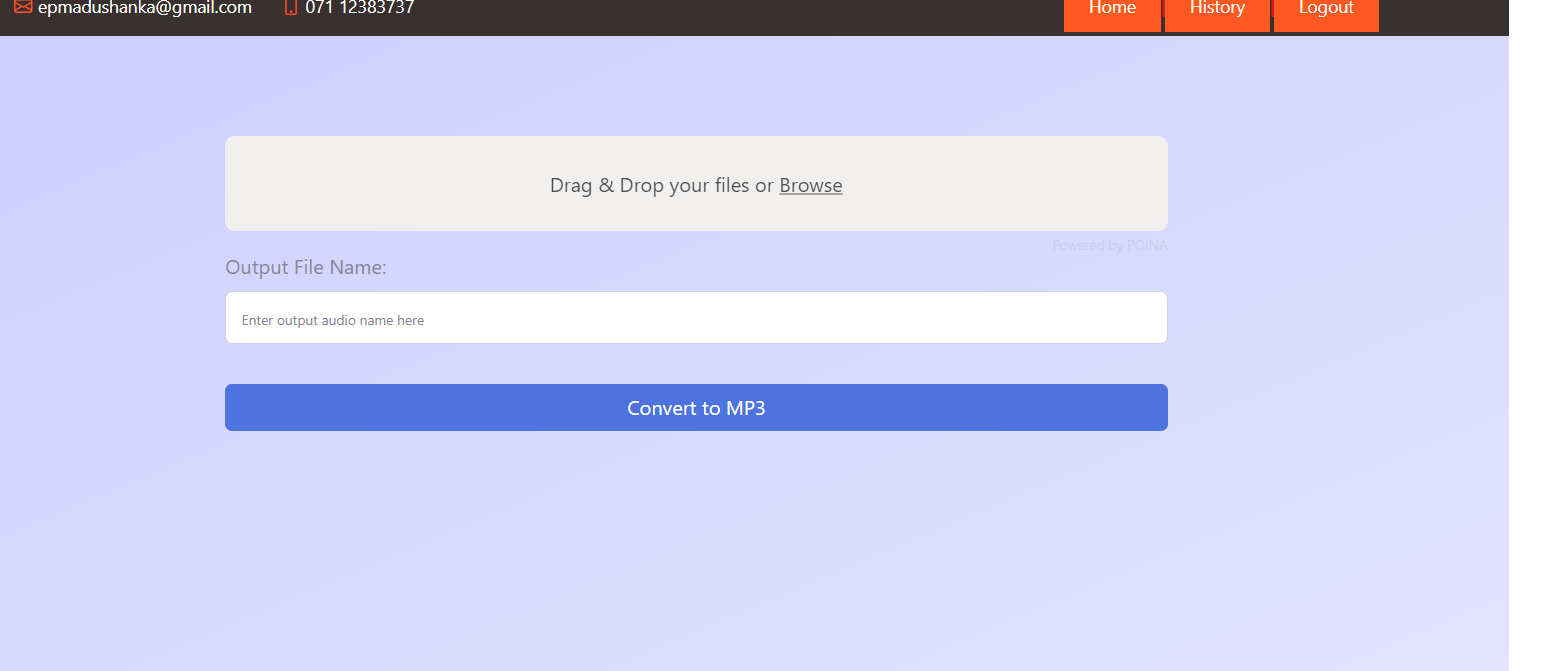 epmadushanka@gmail.com 071 12383737 Home History Logout
Drag & Drop your files or Browse
Powered by PQINA
Output File Name:
Enter output audio name here
Convert to MP3